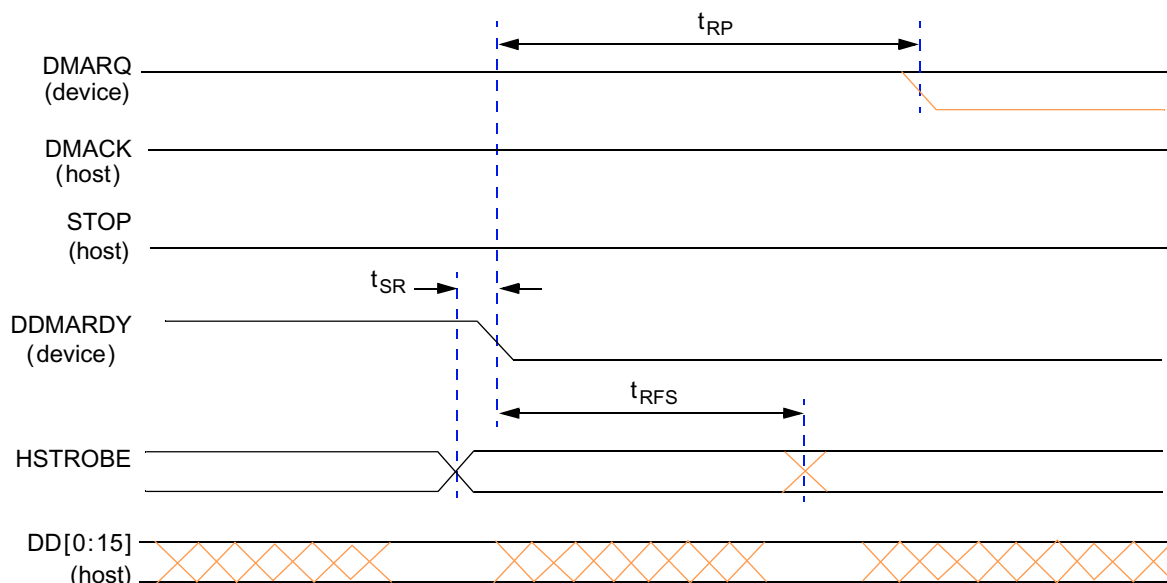 tRP
DMARQ
(device)
DMACK
(host)
STOP
(host)
tSR
DDMARDY
(device)
tRFS
HSTROBE
DD[0:15]
(host)